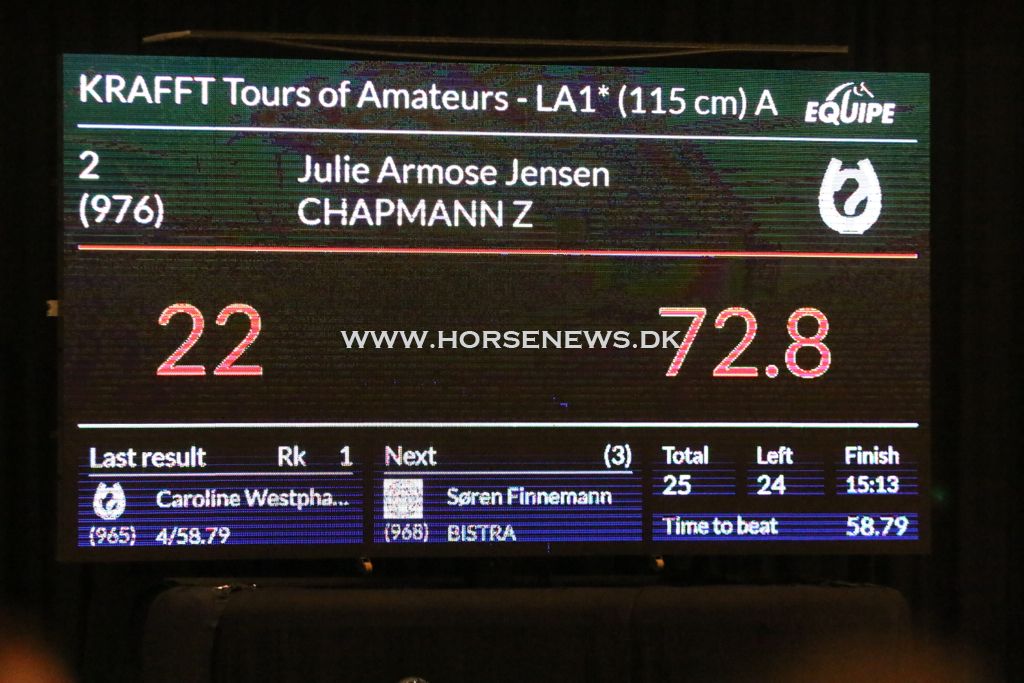 KRAFFT Tours of Amateurs - LA1* (115 cm) A
EQUIPE
2
Julie Armose Jensen
(976)
CHAPMANN Z
22
72.8
WWW.HORSENEWS.DK
Last result Rk 1
Caroline Westpha...
(965) 4/58.79
Next (3)
Søren Finnemann
(968) BISTRA
Total Left Finish
25 24 15:13
Time to beat 58.79